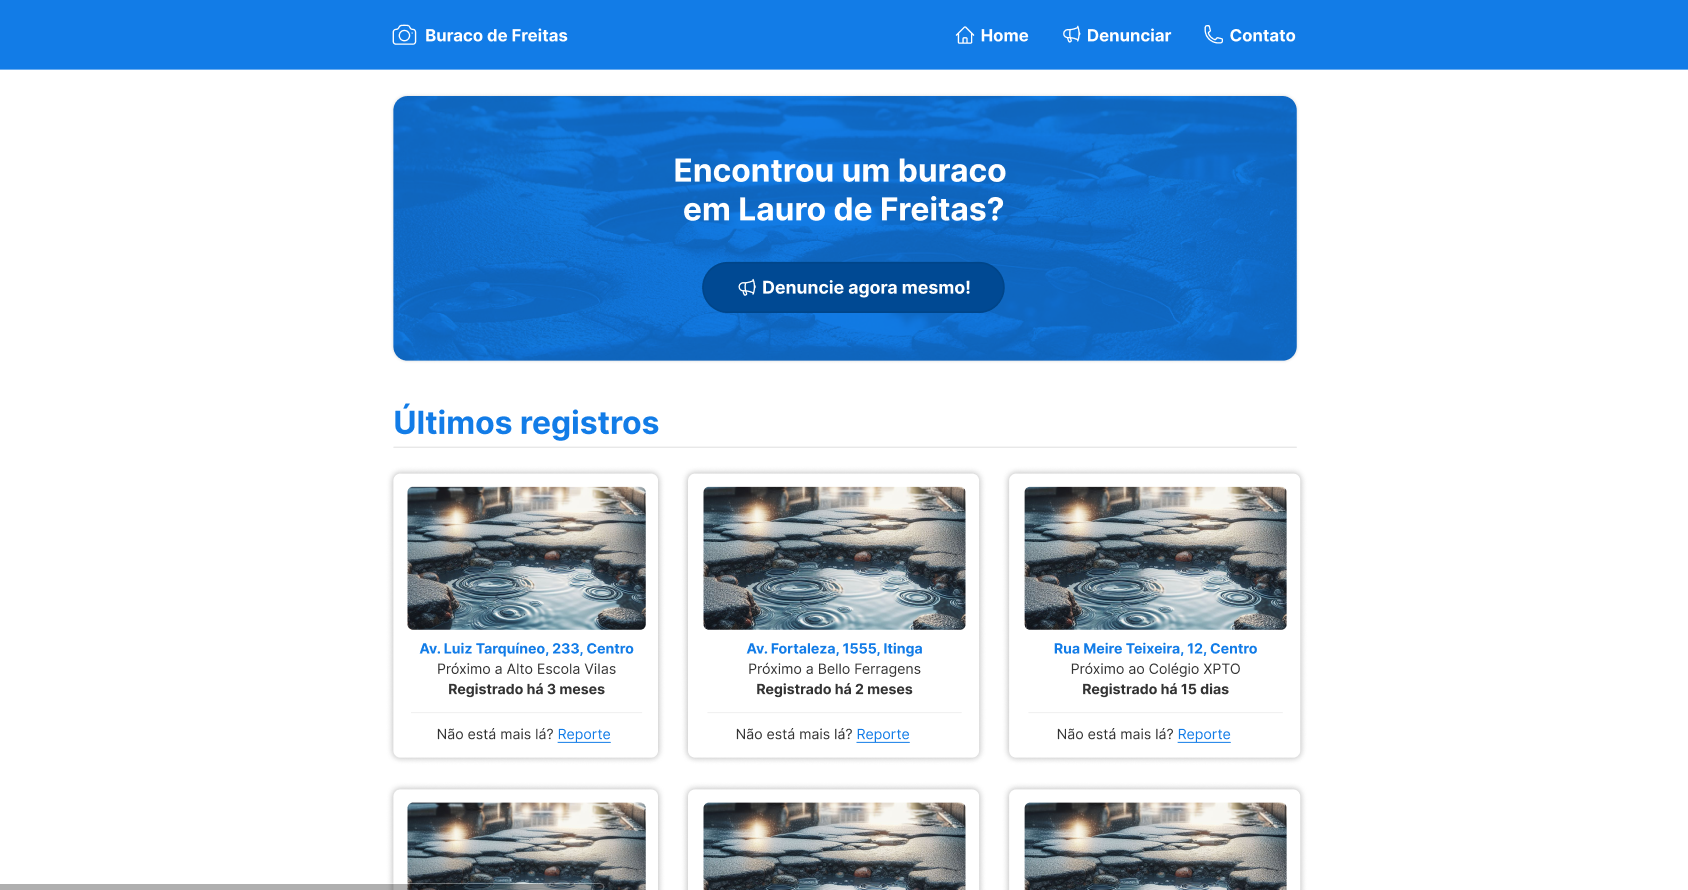 Buraco de Freitas
Home
Denunciar
Contato
Encontrou um buraco
em Lauro de Freitas?
Denuncie agora mesmo!
Últimos registros
Av. Luiz Tarquíneo, 233, Centro
Próximo a Alto Escola Vilas
Registrado há 3 meses
Não está mais lá? Reporte
Av. Fortaleza, 1555, Itinga
Próximo a Bello Ferragens
Registrado há 2 meses
Não está mais lá? Reporte
Rua Meire Teixeira, 12, Centro
Próximo ao Colégio XPTO
Registrado há 15 dias
Não está mais lá? Reporte